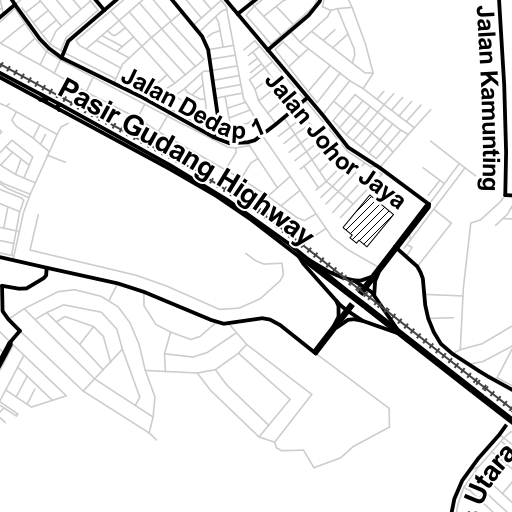 Jalan Kamunting
Jalan Dedap 1
Pasir Gudang Highway
Jalan Johor Jaya
Utara